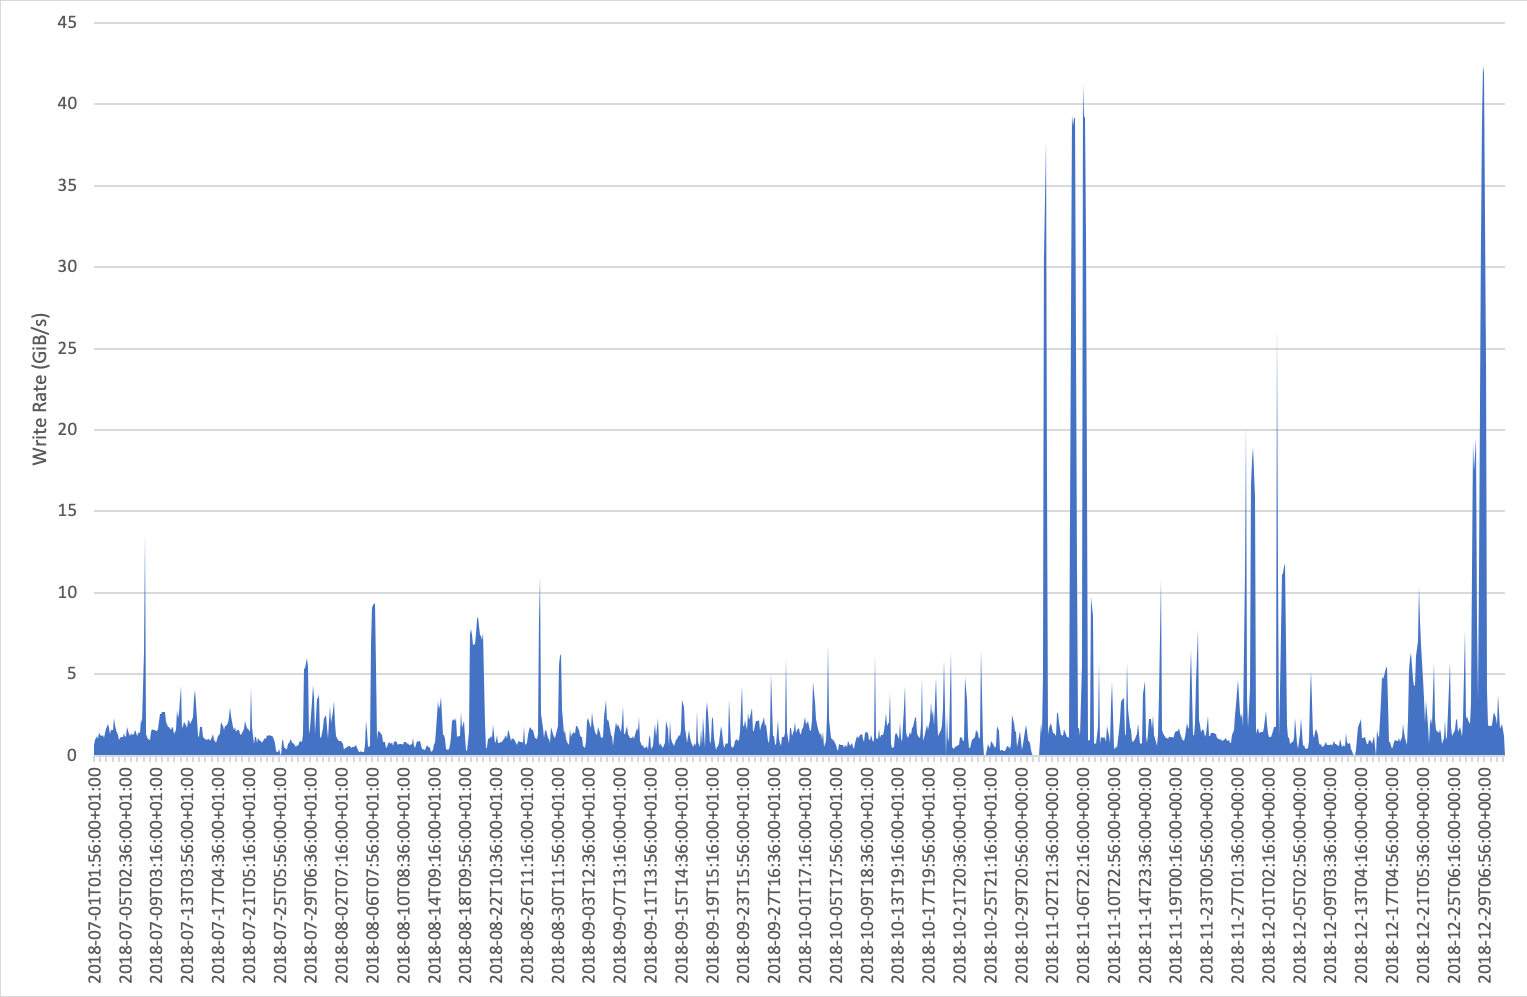 45
40
35
30
25
20
15
10
5
0
Write Rate (GiB/s)
2018-07-01T01:56:00+01:00
2018-07-05T02:36:00+01:00
2018-07-09T03:16:00+01:00
2018-07-13T03:56:00+01:00
2018-07-17T04:36:00+01:00
2018-07-21T05:16:00+01:00
2018-07-25T05:56:00+01:00
2018-07-29T06:36:00+01:00
2018-08-02T07:16:00+01:00
2018-08-06T07:56:00+01:00
2018-08-10T08:36:00+01:00
2018-08-14T09:16:00+01:00
2018-08-18T09:56:00+01:00
2018-08-22T10:36:00+01:00
2018-08-26T11:16:00+01:00
2018-08-30T11:56:00+01:00
2018-09-03T12:36:00+01:00
2018-09-07T13:16:00+01:00
2018-09-11T13:56:00+01:00
2018-09-15T14:36:00+01:00
2018-09-19T15:16:00+01:00
2018-09-23T15:56:00+01:00
2018-09-27T16:36:00+01:00
2018-10-01T17:16:00+01:00
2018-10-05T17:56:00+01:00
2018-10-09T18:36:00+01:00
2018-10-13T19:16:00+01:00
2018-10-17T19:56:00+01:00
2018-10-21T20:36:00+01:00
2018-10-25T21:16:00+01:00
2018-10-29T20:56:00+00:00
2018-11-02T21:36:00+00:00
2018-11-06T22:16:00+00:00
2018-11-10T22:56:00+00:00
2018-11-14T23:36:00+00:00
2018-11-19T00:16:00+00:00
2018-11-23T00:56:00+00:00
2018-11-27T01:36:00+00:00
2018-12-01T02:16:00+00:00
2018-12-05T02:56:00+00:00
2018-12-09T03:36:00+00:00
2018-12-13T04:16:00+00:00
2018-12-17T04:56:00+00:00
2018-12-21T05:36:00+00:00
2018-12-25T06:16:00+00:00
2018-12-29T06:56:00+00:00